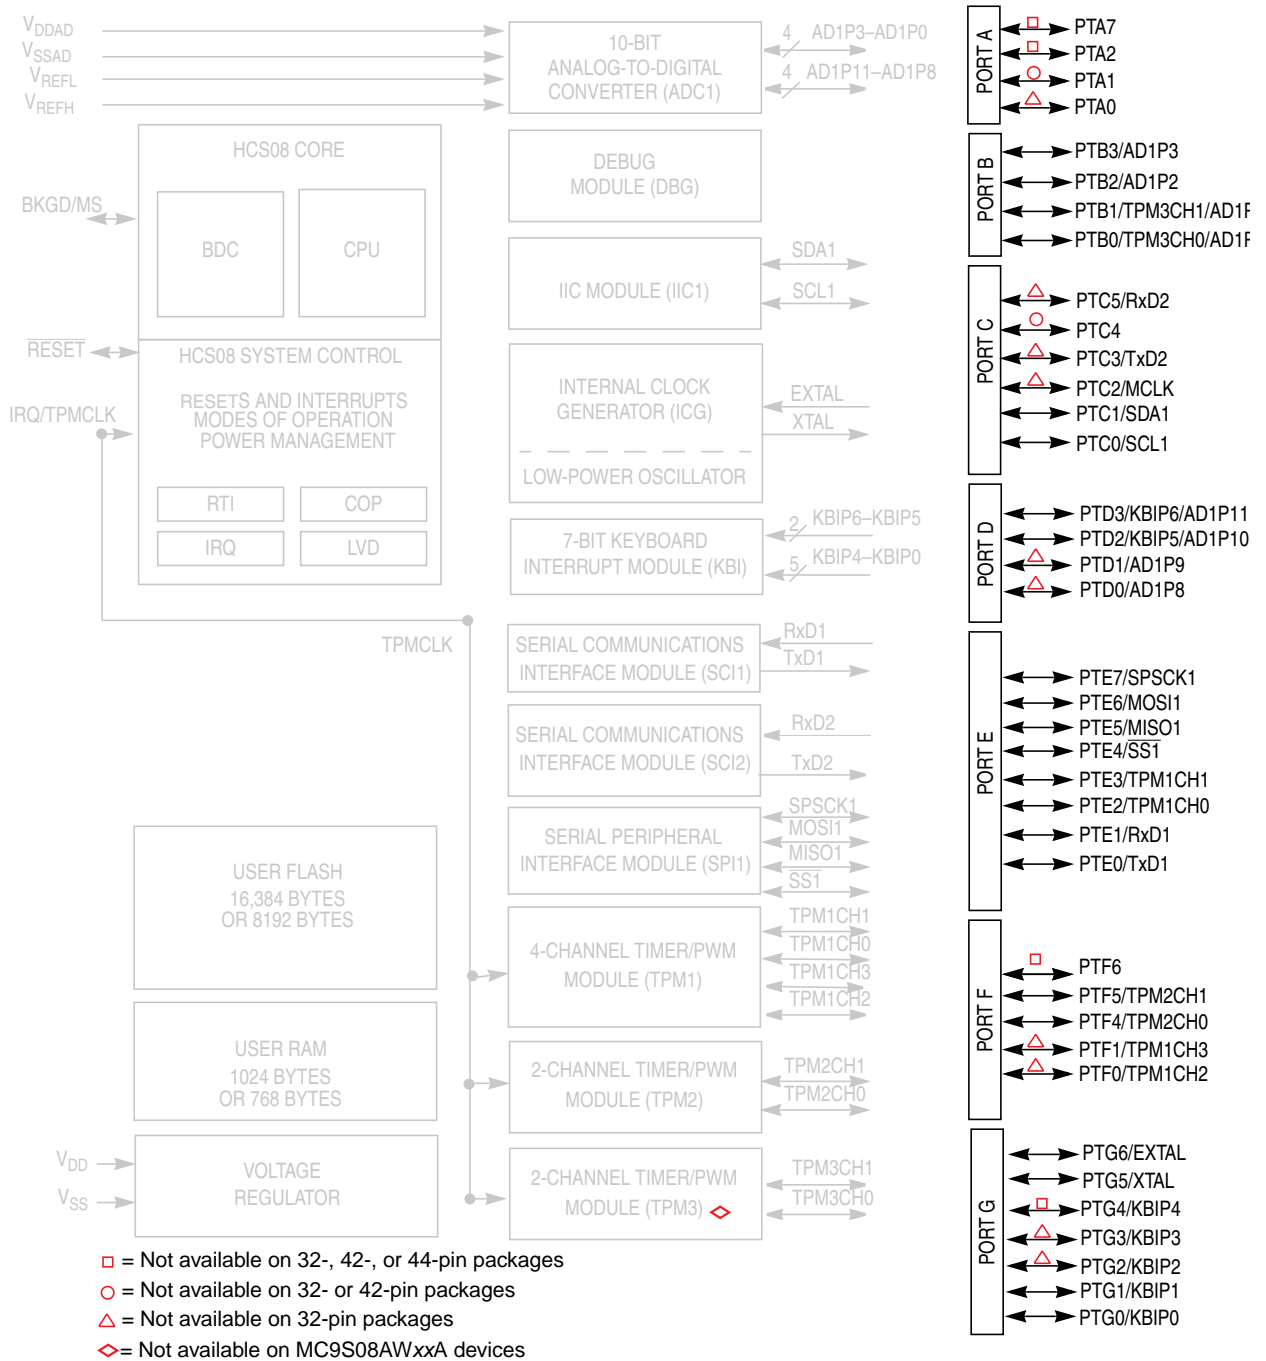 VDDAD
VSSAD
VREFL
VREFH
10-BIT
ANALOG-TO-DIGITAL
CONVERTER (ADC1)
4 AD1P3–AD1P0
4 AD1P11–AD1P8
HCS08 CORE
BDC
CPU
BKGD/MS
DEBUG
MODULE (DBG)
IIC MODULE (IIC1)
SDA1
SCL1
RESET
HCS08 SYSTEM CONTROL
RESETS AND INTERRUPTS
MODES OF OPERATION
POWER MANAGEMENT
IRQ/TPMCLK
RTI
COP
IRQ
LVD
INTERNAL CLOCK
GENERATOR (ICG)
LOW-POWER OSCILLATOR
EXTAL
XTAL
7-BIT KEYBOARD
INTERRUPT MODULE (KBI)
2 KBIP6–KBIP5
5 KBIP4–KBIP0
TPMCLK
SERIAL COMMUNICATIONS
INTERFACE MODULE (SCI1)
RxD1
TxD1
SERIAL COMMUNICATIONS
INTERFACE MODULE (SCI2)
RxD2
TxD2
SERIAL PERIPHERAL
INTERFACE MODULE (SPI1)
SPSCK1
MOSI1
MISO1
SS1
USER FLASH
16,384 BYTES
OR 8192 BYTES
4-CHANNEL TIMER/PWM
MODULE (TPM1)
TPM1CH1
TPM1CH0
TPM1CH3
TPM1CH2
USER RAM
1024 BYTES
OR 768 BYTES
2-CHANNEL TIMER/PWM
MODULE (TPM2)
TPM2CH1
TPM2CH0
VDD
VSS
VOLTAGE
REGULATOR
2-CHANNEL TIMER/PWM
MODULE (TPM3)
TPM3CH1
TPM3CH0
PORT A
PTA7
PTA2
PTA1
PTA0
PORT B
PTB3/AD1P3
PTB2/AD1P2
PTB1/TPM3CH1/AD1P
PTB0/TPM3CH0/AD1P
PORT C
PTC5/RxD2
PTC4
PTC3/TxD2
PTC2/MCLK
PTC1/SDA1
PTC0/SCL1
PORT D
PTD3/KBIP6/AD1P11
PTD2/KBIP5/AD1P10
PTD1/AD1P9
PTD0/AD1P8
PORT E
PTE7/SPSCK1
PTE6/MOSI1
PTE5/MISO1
PTE4/SS1
PTE3/TPM1CH1
PTE2/TPM1CH0
PTE1/RxD1
PTE0/TxD1
PORT F
PTF6
PTF5/TPM2CH1
PTF4/TPM2CH0
PTF1/TPM1CH3
PTF0/TPM1CH2
PORT G
PTG6/EXTAL
PTG5/XTAL
PTG4/KBIP4
PTG3/KBIP3
PTG2/KBIP2
PTG1/KBIP1
PTG0/KBIP0
□ = Not available on 32-, 42-, or 44-pin packages
○ = Not available on 32- or 42-pin packages
△ = Not available on 32-pin packages
◇ = Not available on MC9S08AWxxA devices